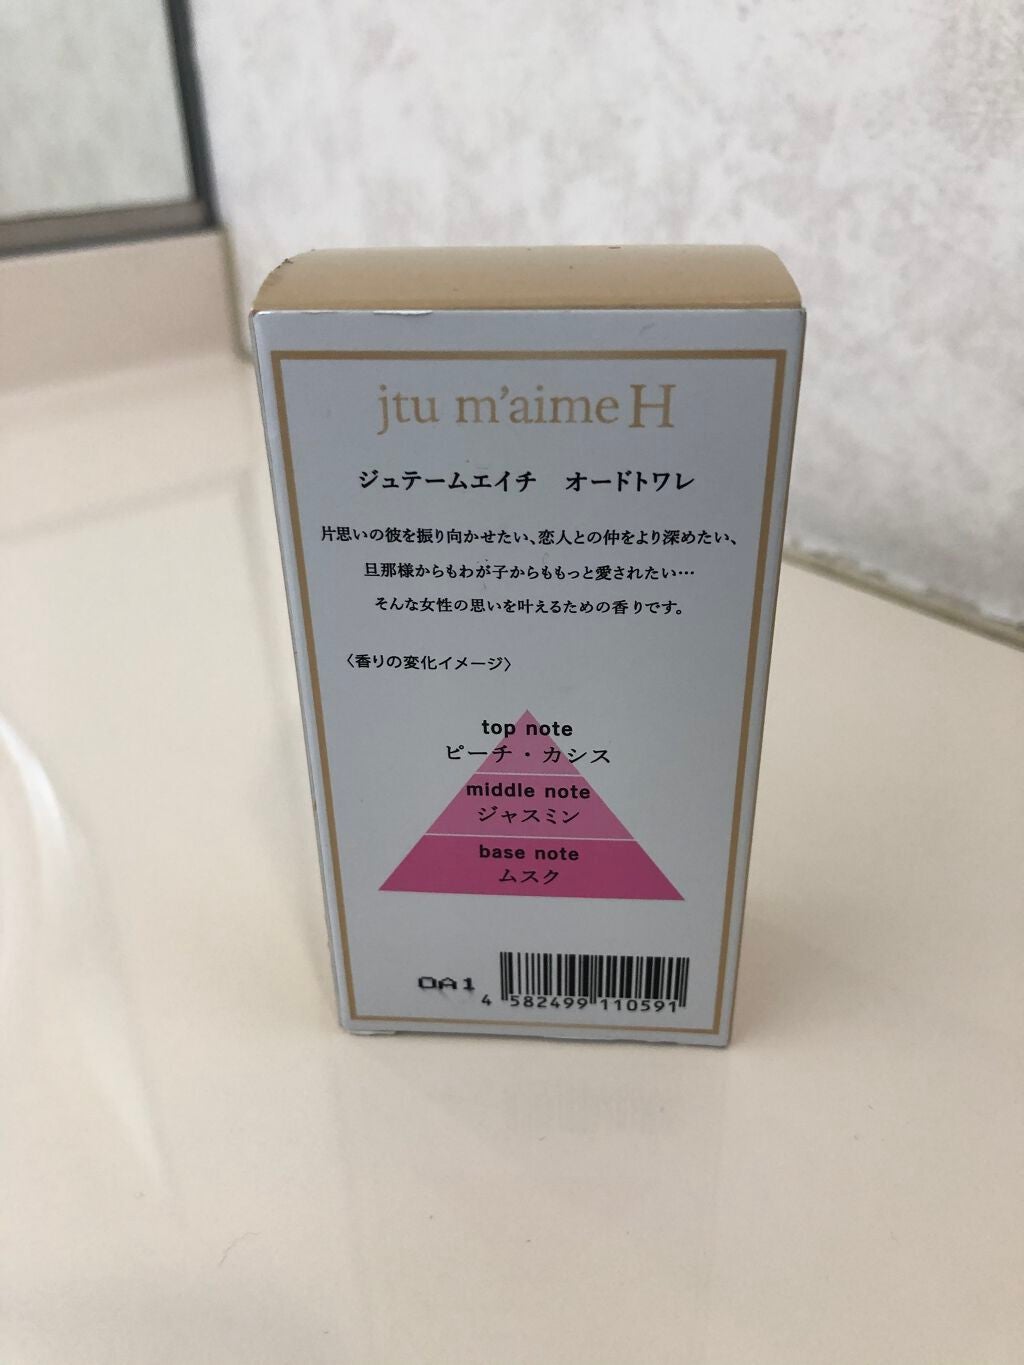 jtu m'aime H
ジュテームエイチ　オードトワレ
片思いの彼を振り向かせたい、恋人との仲をより深めたい、
旦那様からもわが子からももっと愛されたい…
そんな女性の思いを叶えるための香りです。
〈香りの変化イメージ〉
top note
ピーチ・カシス
middle note
ジャスミン
base note
ムスク
0A1
4 582499 110591